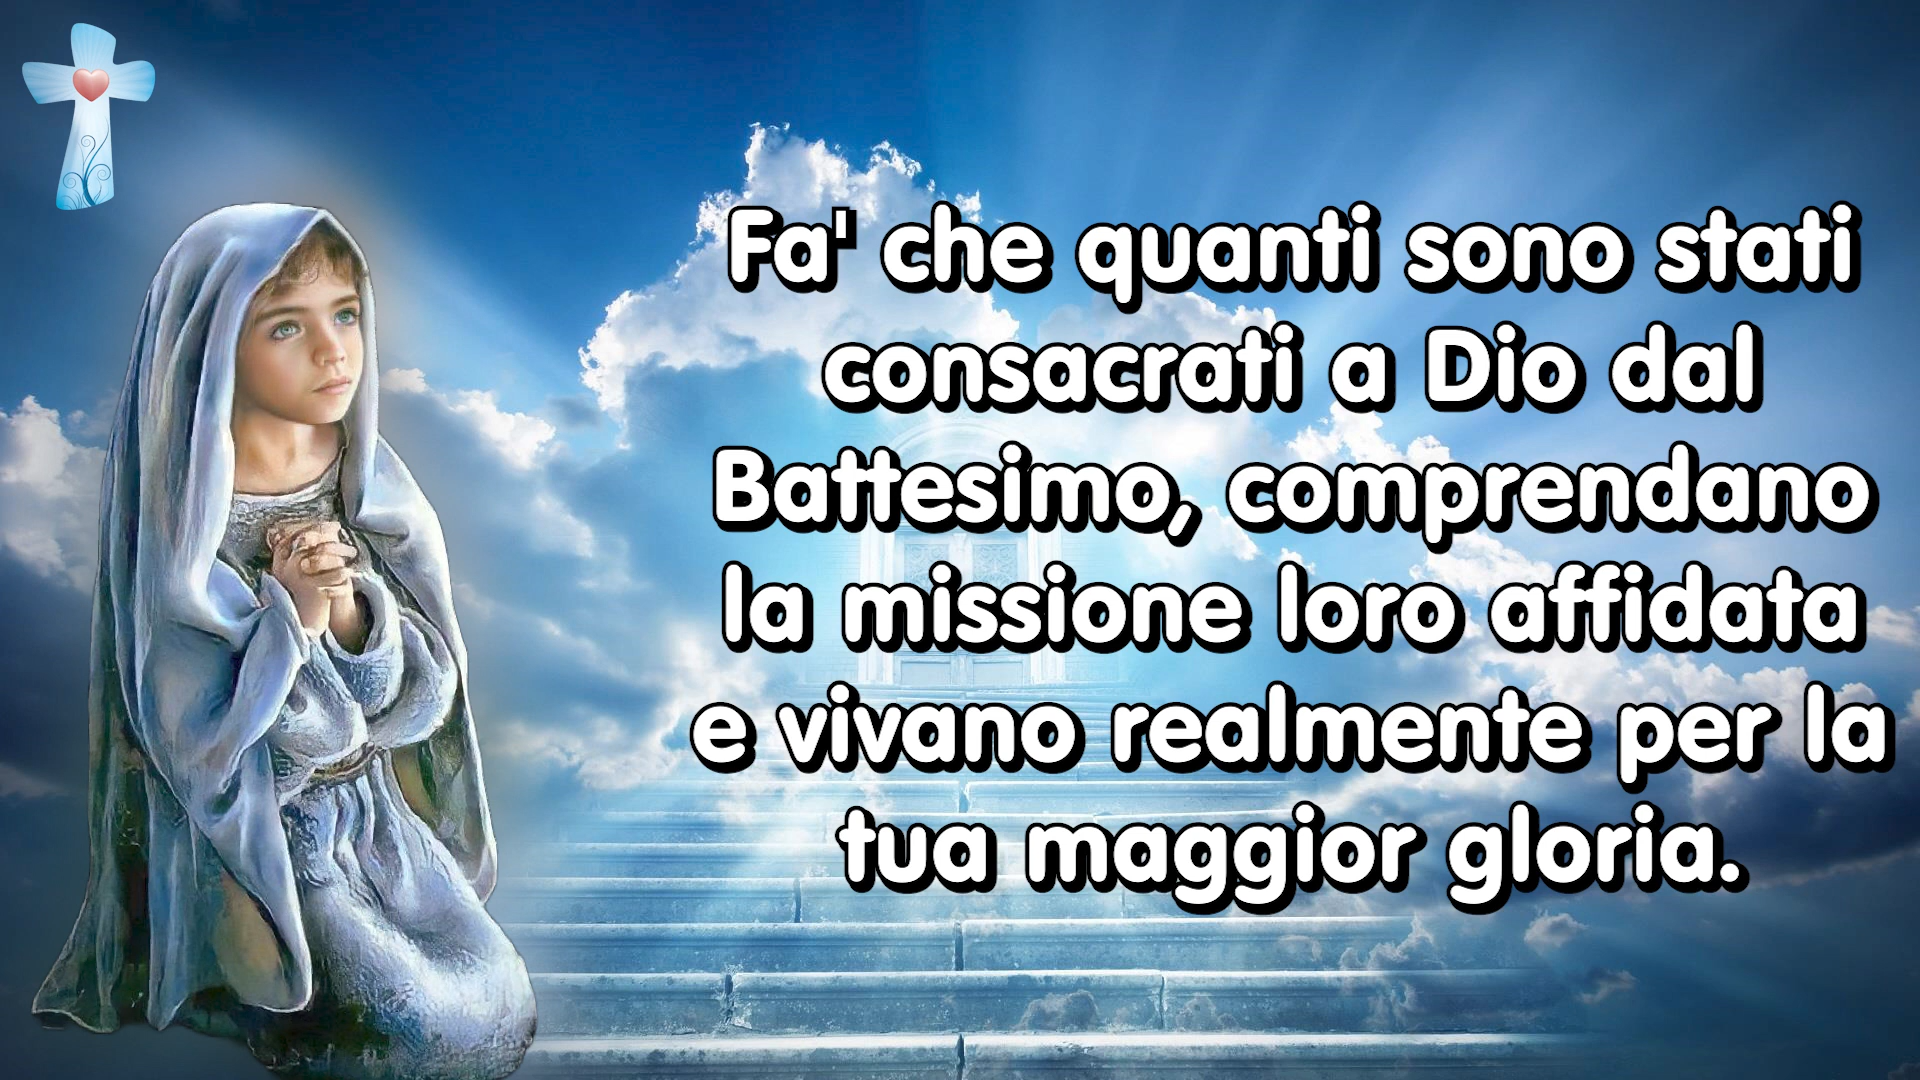 Fa' che quanti sono stati
consacrati a Dio dal
Battesimo, comprendano
la missione loro affidata
e vivano realmente per la
tua maggior gloria.